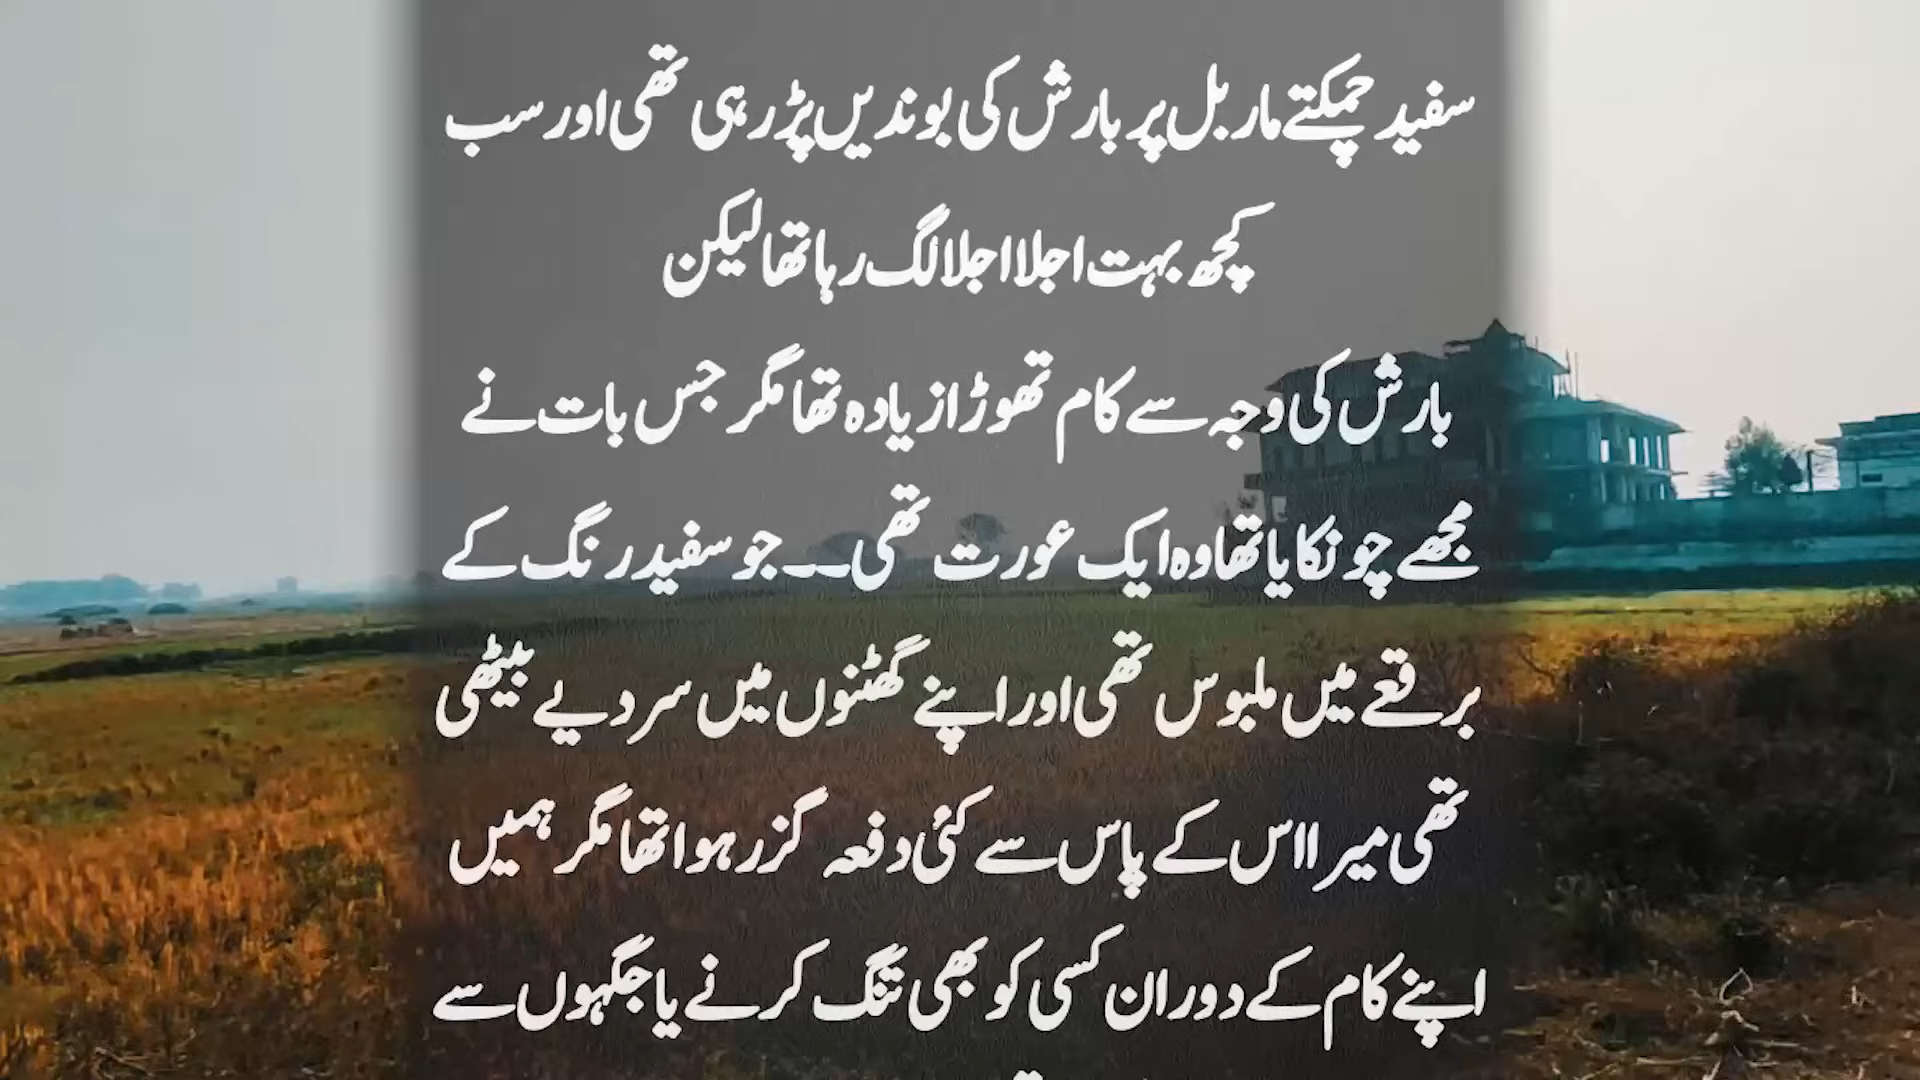 سفید چمکتے ماربل پر بارش کی بوندیں پڑ رہی تھی اور سب
کچھ بہت اجلا اجلا لگ رہا تھا لیکن
بارش کی وجہ سے کام تھوڑا زیادہ تھا مگر جس بات نے
مجھے چونکایا تھا وہ ایک عورت تھی۔۔ جو سفید رنگ کے
برقعے میں ملبوس تھی اور اپنے گھٹنوں میں سر دیے بیٹھی
تھی میرا اس کے پاس سے کئی دفعہ گزر ہوا تھا مگر ہمیں
اپنے کام کے دوران کسی کو بھی تنگ کرنے یا جگہوں سے